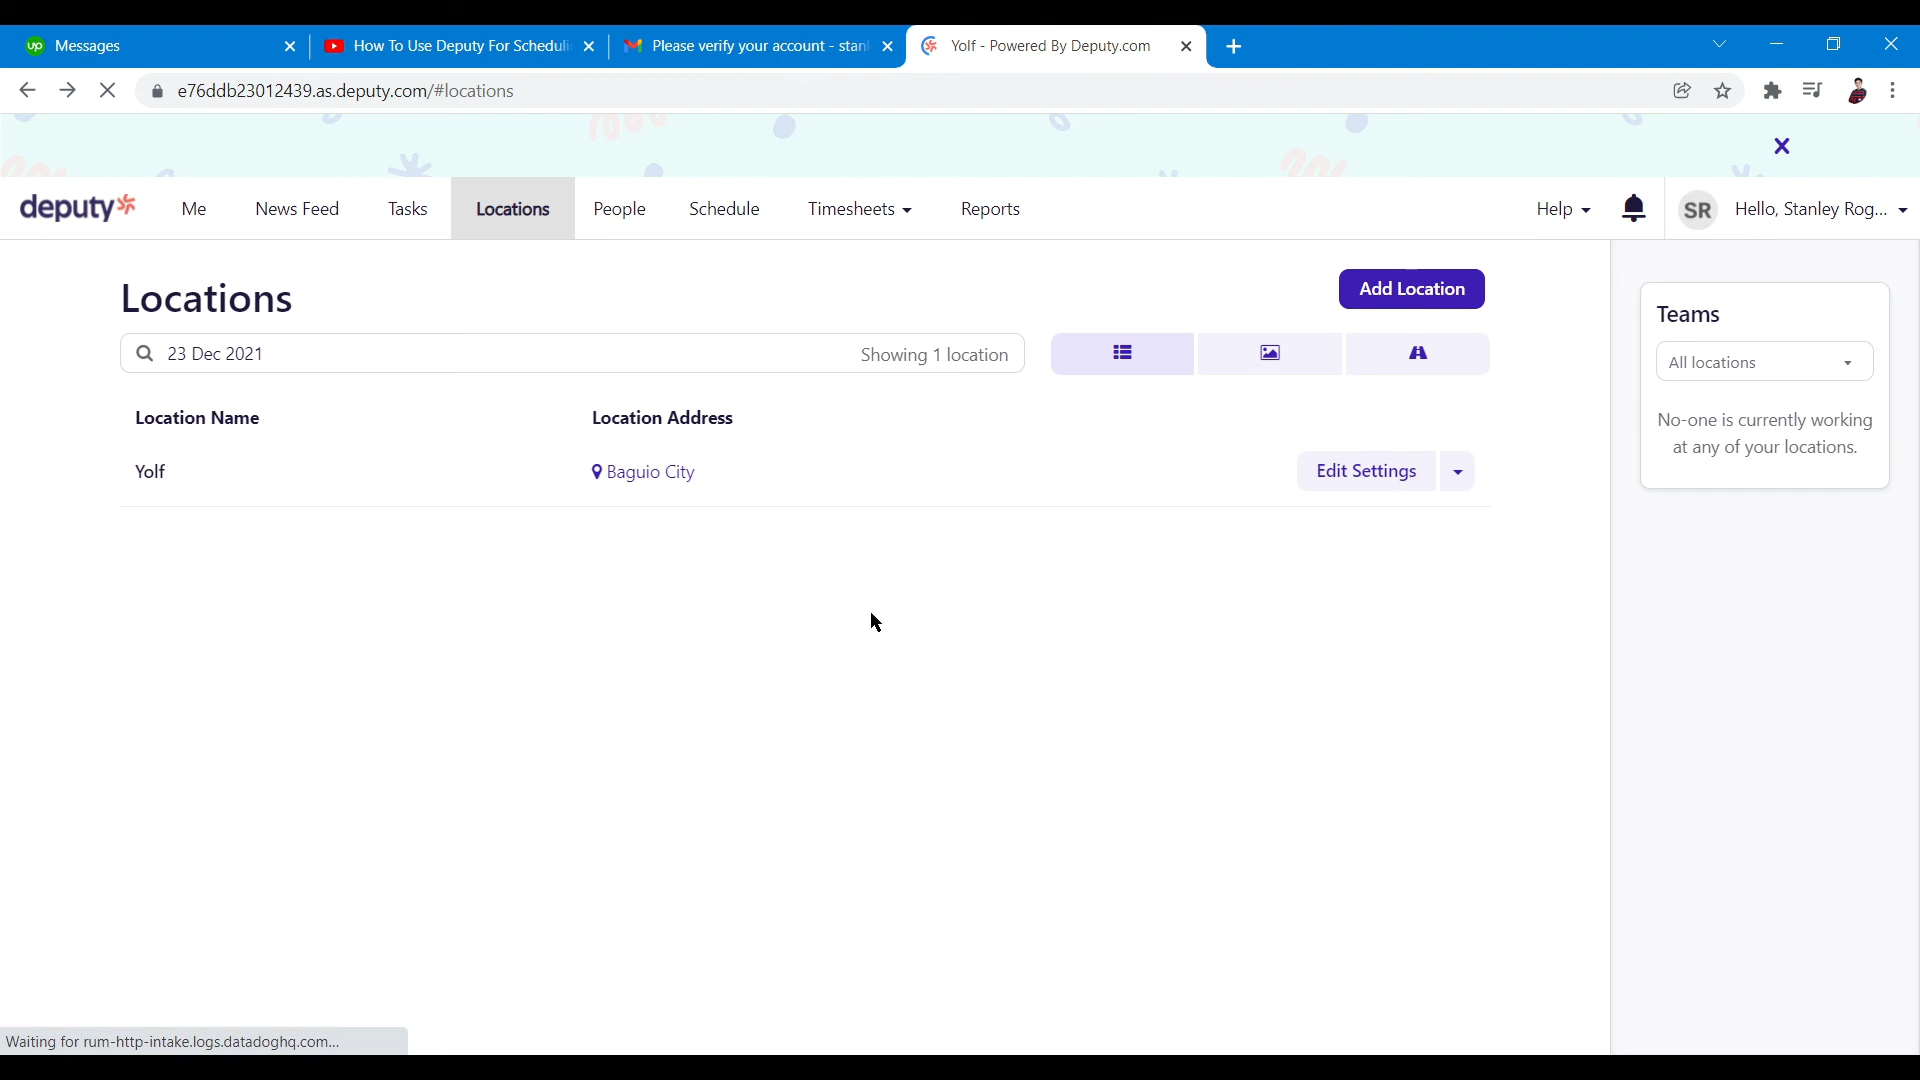 up Messages
How To Use Deputy For Scheduli
Please verify your account - stanl
Yolf - Powered By Deputy.com
e76ddb23012439.as.deputy.com/#locations
deputy
Me
News Feed
Tasks
Locations
People
Schedule
Timesheets
Reports
Help
SR
Hello, Stanley Rog...
Locations
Add Location
23 Dec 2021
Showing 1 location
Location Name
Location Address
Yolf
Baguio City
Edit Settings
Teams
All locations
No-one is currently working
at any of your locations.
Waiting for rum-http-intake.logs.datadoghq.com...